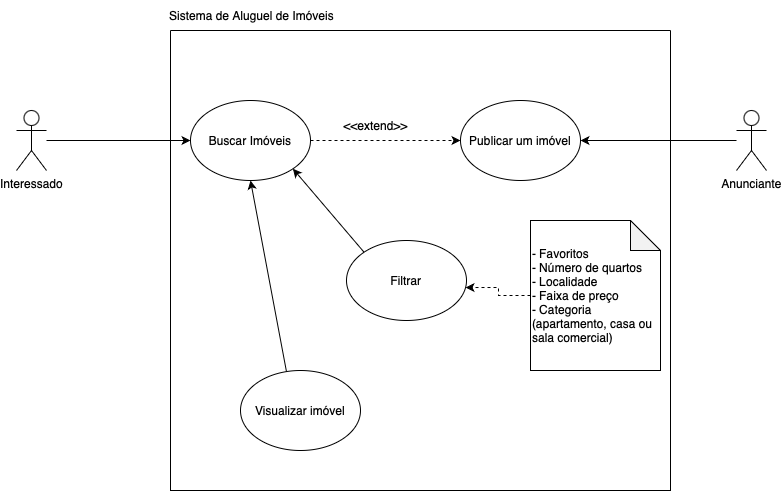 Sistema de Aluguel de Imóveis
Buscar Imóveis
<<extend>>
Publicar um imóvel
Interessado
Anunciante
Filtrar
- Favoritos
- Número de quartos
- Localidade
- Faixa de preço
- Categoria
(apartamento, casa ou
sala comercial)
Visualizar imóvel